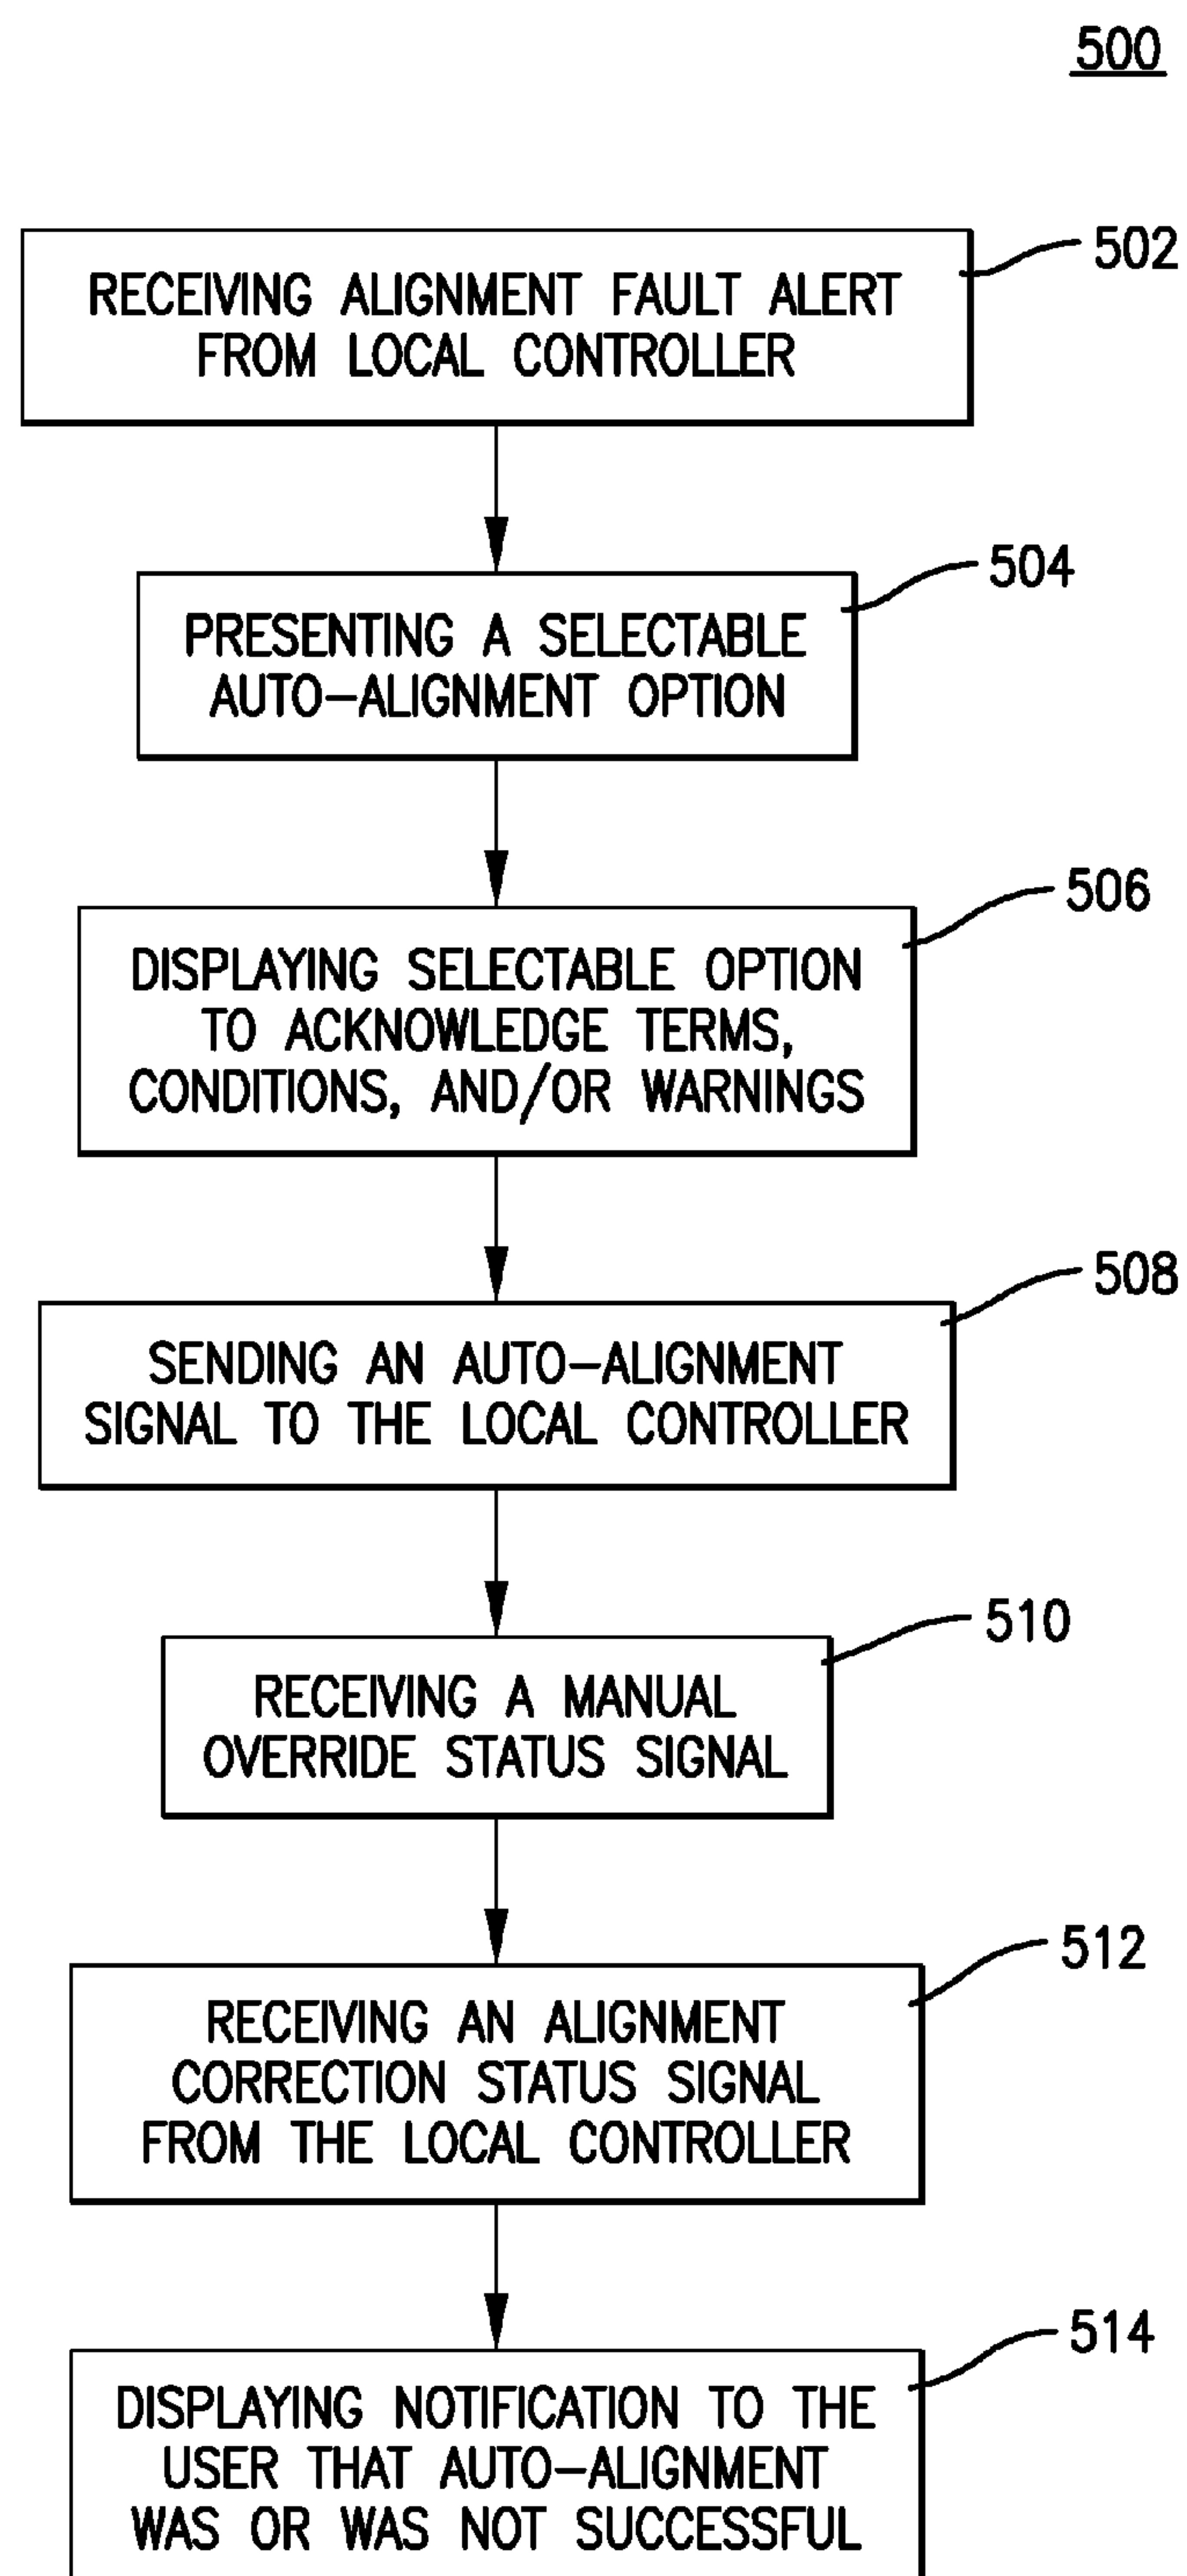 500
502
RECEIVING ALIGNMENT FAULT ALERT
FROM LOCAL CONTROLLER
504
PRESENTING A SELECTABLE
AUTO-ALIGNMENT OPTION
506
DISPLAYING SELECTABLE OPTION
TO ACKNOWLEDGE TERMS,
CONDITIONS, AND/OR WARNINGS
508
SENDING AN AUTO-ALIGNMENT
SIGNAL TO THE LOCAL CONTROLLER
510
RECEIVING A MANUAL
OVERRIDE STATUS SIGNAL
512
RECEIVING AN ALIGNMENT
CORRECTION STATUS SIGNAL
FROM THE LOCAL CONTROLLER
514
DISPLAYING NOTIFICATION TO THE
USER THAT AUTO-ALIGNMENT
WAS OR WAS NOT SUCCESSFUL